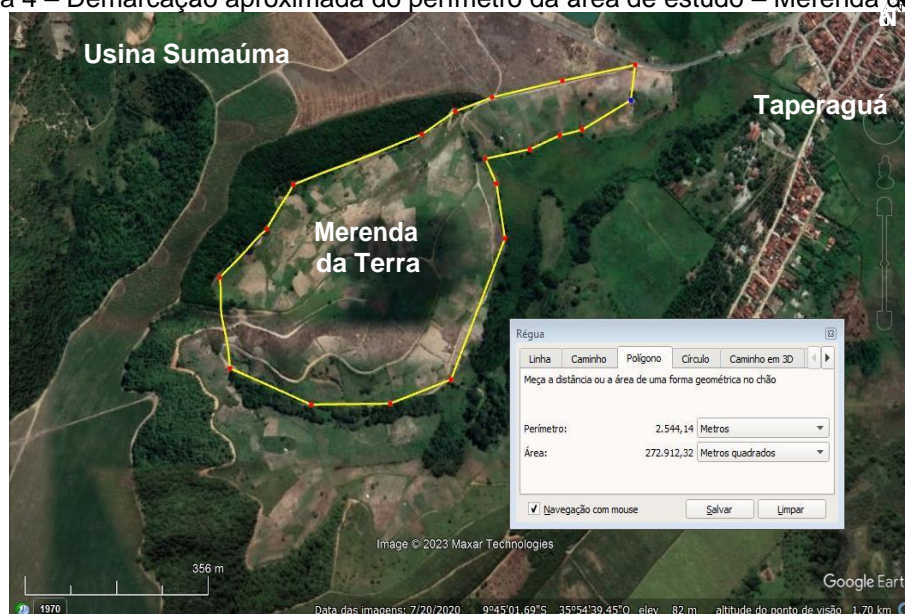 a 4 – Demarcação aproximada do perímetro da área de estudo – Merenda d
Usina Sumaúma
Taperaguá
Merenda
da Terra
Régua
Linha Caminho Polígono Círculo Caminho em 3D
Meça a distância ou a área de uma forma geométrica no chão
Perímetro: 2.544,14 Metros
Área: 272.912,32 Metros quadrados
Navegação com mouse Salvar Limpar
Image © 2023 Maxar Technologies
356 m
Google Eart
1970 Data das imagens: 7/20/2020 9°45'01.69"S 35°54'39.45"O elev 82 m altitude do ponto de visão 1.70 km